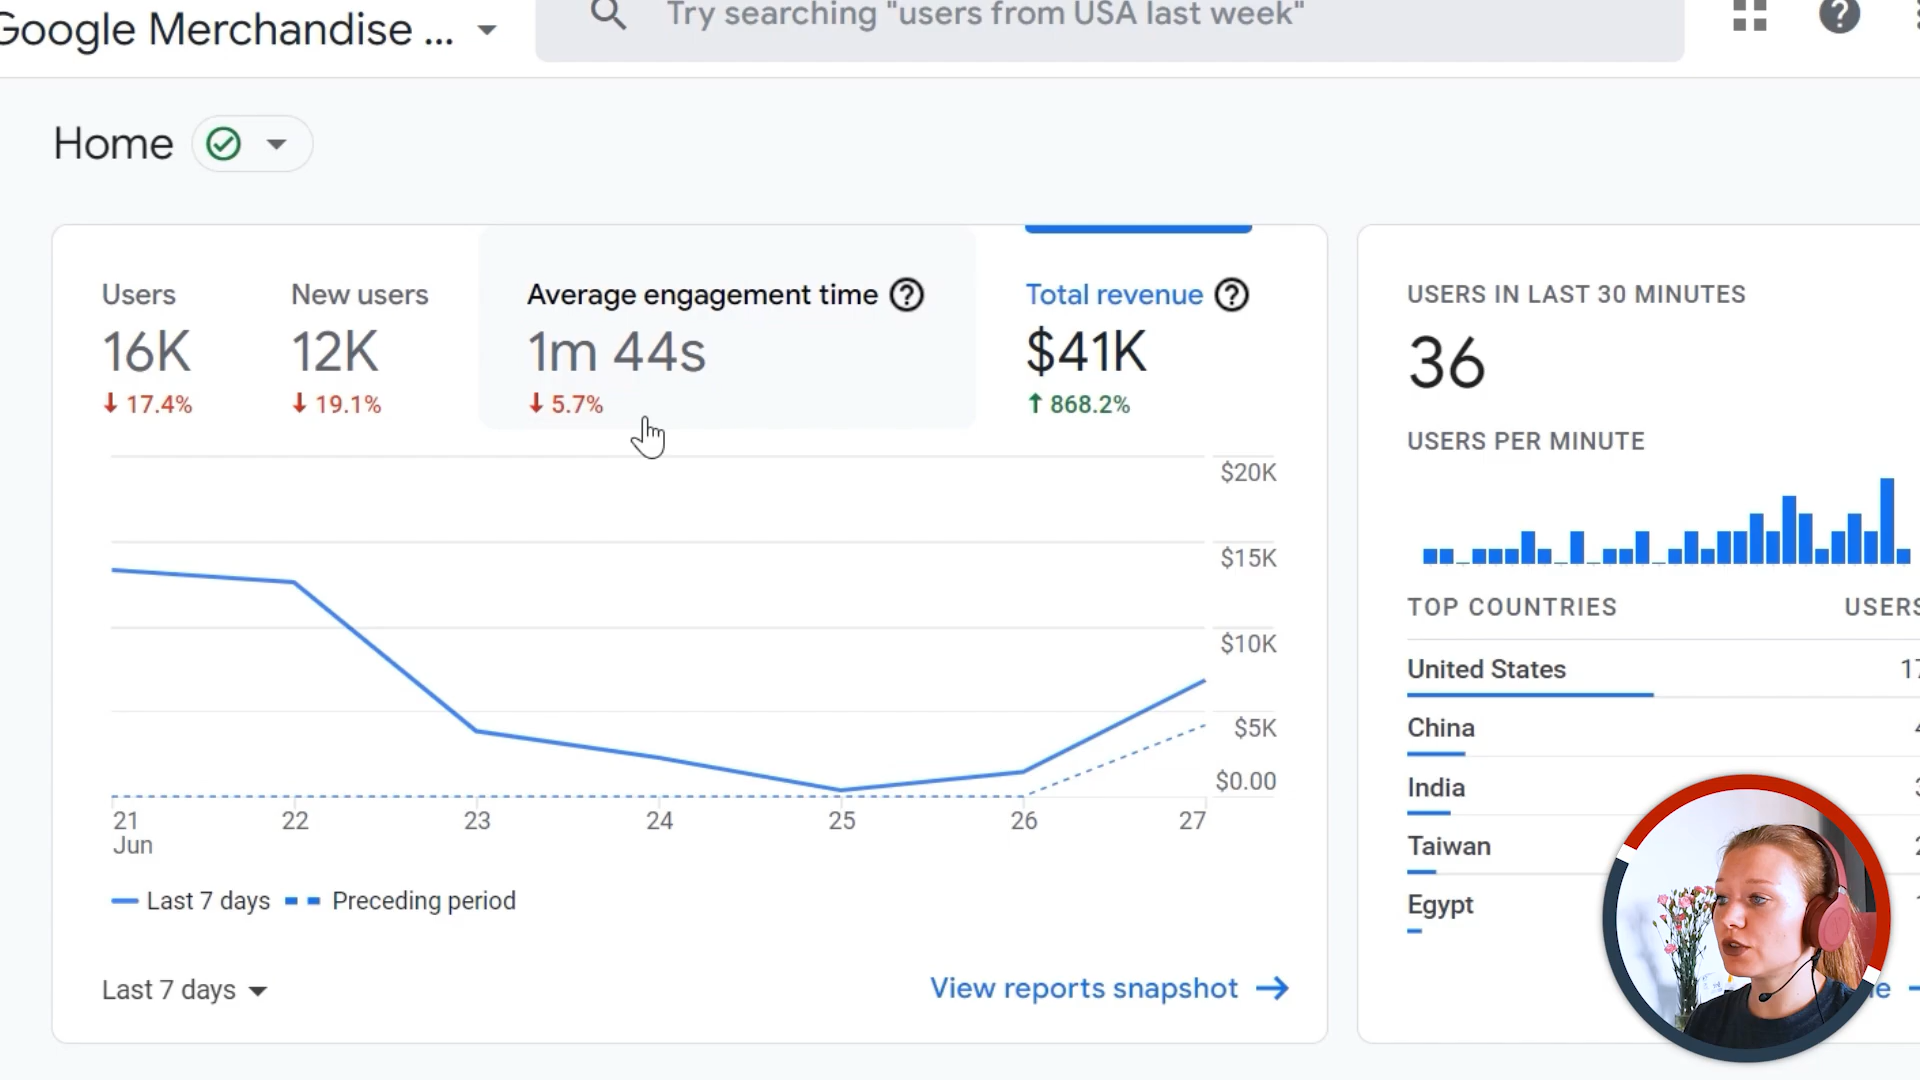 Google Merchandise ...
Try searching "users from USA last week"
Home
Users
16K
17.4%
New users
12K
19.1%
Average engagement time
1m 44s
5.7%
Total revenue
$41K
868.2%
$20K
$15K
$10K
$5K
$0.00
21 22 23 24 25 26 27
Jun
Last 7 days Preceding period
Last 7 days
View reports snapshot
USERS IN LAST 30 MINUTES
36
USERS PER MINUTE
TOP COUNTRIES USERS
United States 17
China
India
Taiwan
Egypt